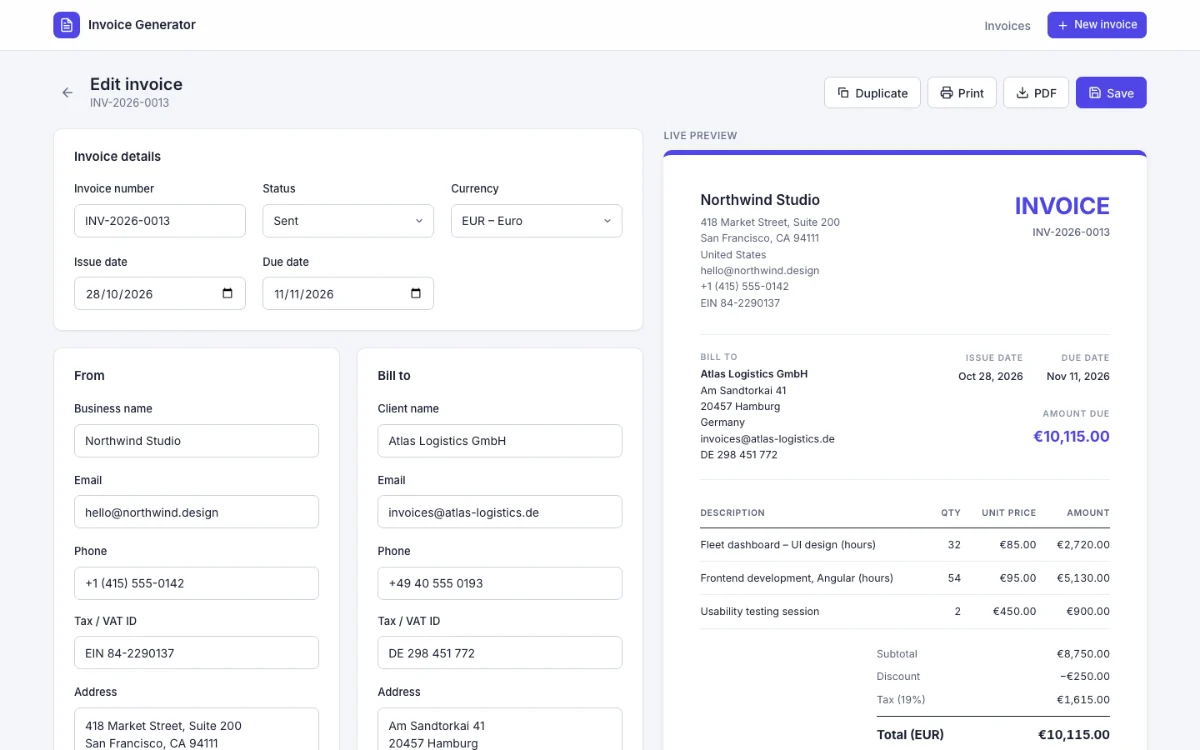 Invoice Generator
Invoices
New invoice
Edit invoice
INV-2026-0013
Duplicate
Print
PDF
Save
Invoice details
Invoice number
Status
Currency
INV-2026-0013
Sent
EUR – Euro
Issue date
Due date
28/10/2026
11/11/2026
From
Business name
Northwind Studio
Email
hello@northwind.design
Phone
+1 (415) 555-0142
Tax / VAT ID
EIN 84-2290137
Address
418 Market Street, Suite 200
San Francisco, CA 94111
Bill to
Client name
Atlas Logistics GmbH
Email
invoices@atlas-logistics.de
Phone
+49 40 555 0193
Tax / VAT ID
DE 298 451 772
Address
Am Sandtorkai 41
20457 Hamburg
LIVE PREVIEW
Northwind Studio
418 Market Street, Suite 200
San Francisco, CA 94111
United States
hello@northwind.design
+1 (415) 555-0142
EIN 84-2290137
INVOICE
INV-2026-0013
BILL TO
Atlas Logistics GmbH
Am Sandtorkai 41
20457 Hamburg
Germany
invoices@atlas-logistics.de
DE 298 451 772
ISSUE DATE DUE DATE
Oct 28, 2026 Nov 11, 2026
AMOUNT DUE
€10,115.00
DESCRIPTION QTY UNIT PRICE AMOUNT
Fleet dashboard – UI design (hours) 32 €85.00 €2,720.00
Frontend development, Angular (hours) 54 €95.00 €5,130.00
Usability testing session 2 €450.00 €900.00
Subtotal €8,750.00
Discount −€250.00
Tax (19%) €1,615.00
Total (EUR) €10,115.00